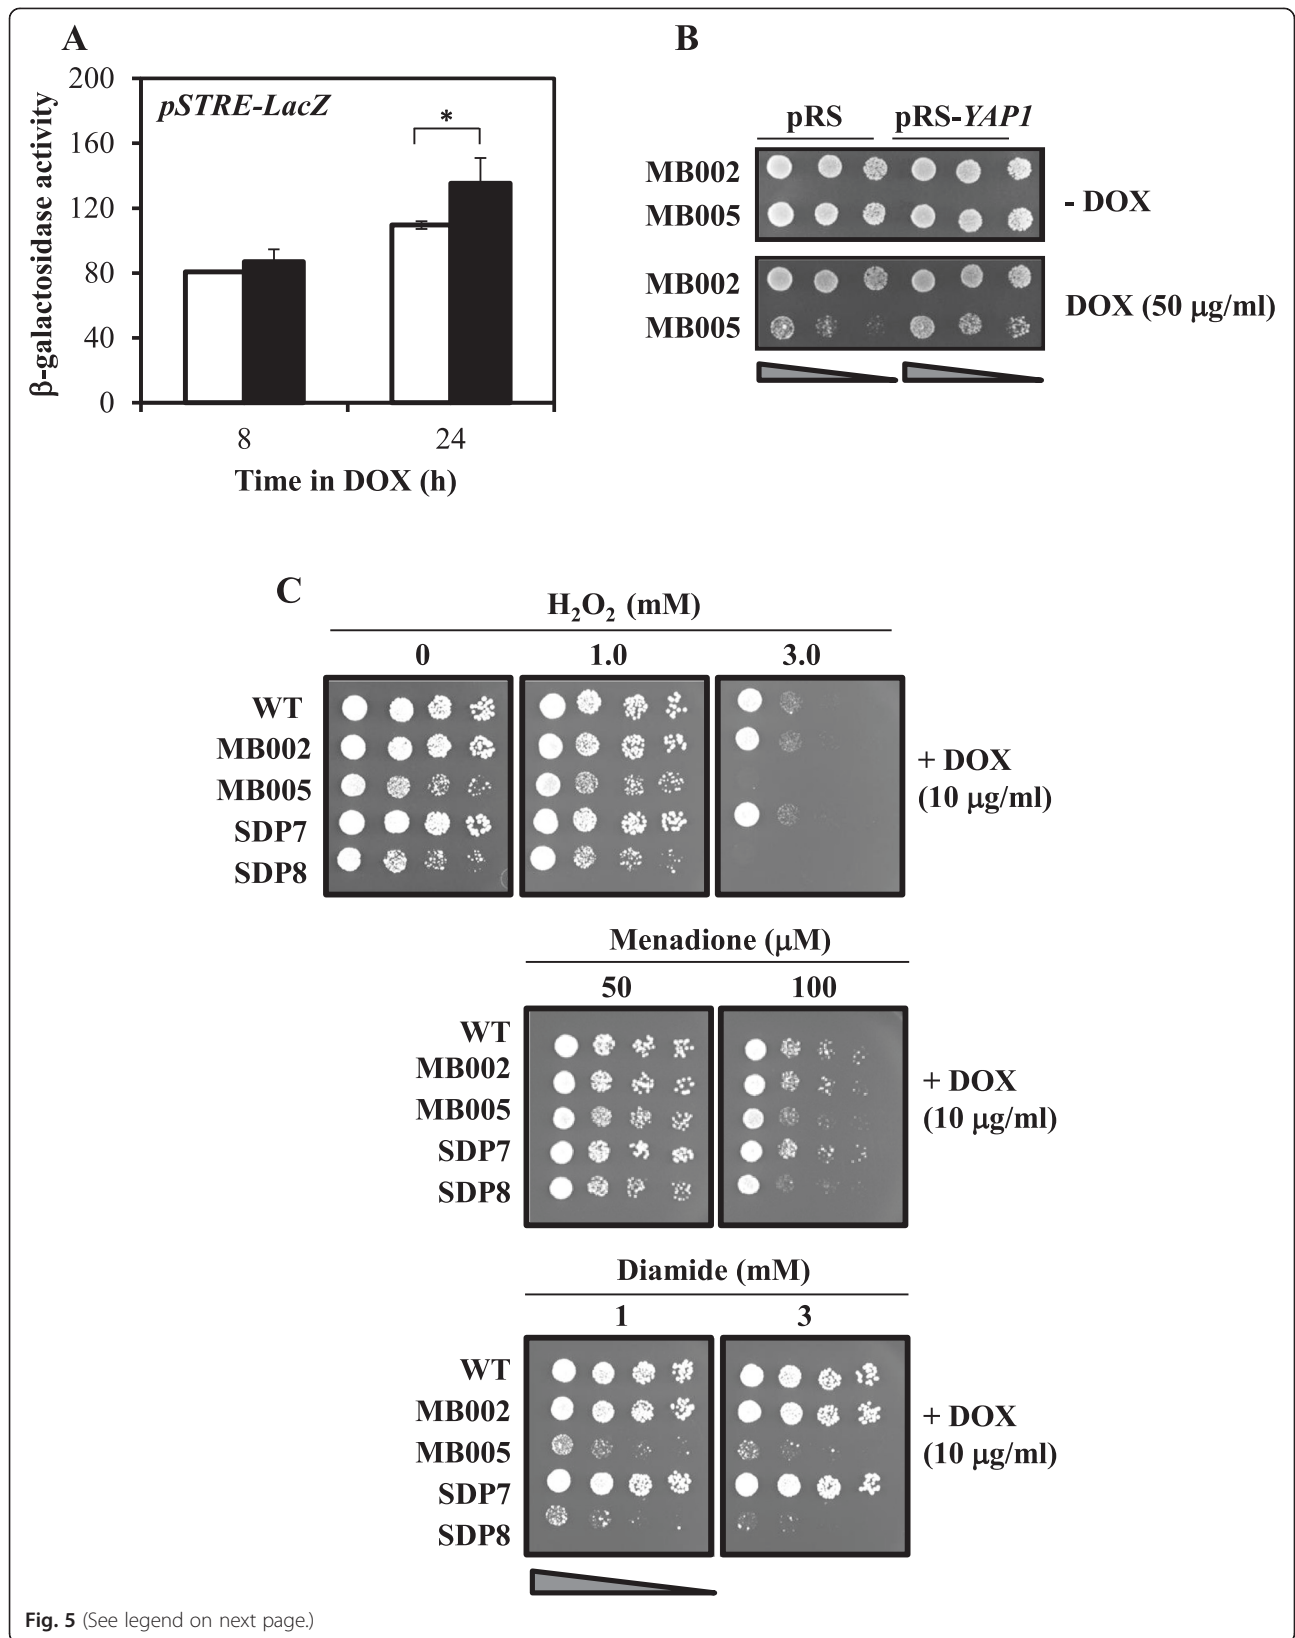 A
200
160
120
80
40
0
β-galactosidase activity
pSTRE-LacZ
*
8 24
Time in DOX (h)
B
pRS pRS-YAP1
MB002
MB005
- DOX
MB002
MB005
DOX (50 μg/ml)
C
H₂O₂ (mM)
0 1.0 3.0
WT
MB002
MB005
SDP7
SDP8
+ DOX
(10 μg/ml)
Menadione (μM)
50 100
WT
MB002
MB005
SDP7
SDP8
+ DOX
(10 μg/ml)
Diamide (mM)
1 3
WT
MB002
MB005
SDP7
SDP8
+ DOX
(10 μg/ml)
Fig. 5 (See legend on next page.)